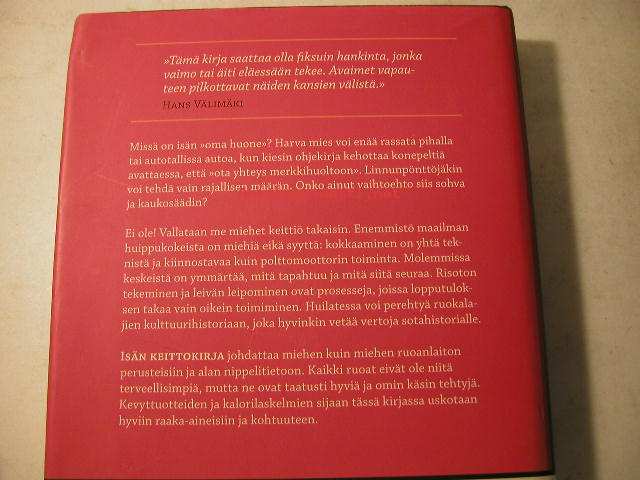 »Tämä kirja saattaa olla fiksuin hankinta, jonka
vaimo tai äiti eläessään tekee. Avaimet vapau-
teen pilkottavat näiden kansien välistä.»
HANS VÄLIMÄKI
Missä on isän »oma huone»? Harva mies voi enää rassata pihalla
tai autotallissa autoa, kun kiesin ohjekirja kehottaa konepeltiä
avattaessa, että »ota yhteys merkkihuoltoon». Linnunpönttöjäkin
voi tehdä vain rajallisen määrän. Onko ainut vaihtoehto siis sohva
ja kaukosäädin?
Ei ole! Vallataan me miehet keittiö takaisin. Enemmistö maailman
huippukokeista on miehiä eikä syyttä: kokkaaminen on yhtä tek-
nistä ja kiinnostavaa kuin polttomoottorin toiminta. Molemmissa
keskeistä on ymmärtää, mitä tapahtuu ja mitä siitä seuraa. Risoton
tekeminen ja leivän leipominen ovat prosesseja, joissa lopputulok-
sen takaa vain oikein toimiminen. Huilatessa voi perehtyä ruokala-
jien kulttuurihistoriaan, joka hyvinkin vetää vertoja sotahistorialle.
ISÄN KEITTOKIRJA johdattaa miehen kuin miehen ruoanlaiton
perusteisiin ja alan nippelitietoon. Kaikki ruoat eivät ole niitä
terveellisimpiä, mutta ne ovat taatusti hyviä ja omin käsin tehtyjä.
Kevyttuotteiden ja kalorilaskelmien sijaan tässä kirjassa uskotaan
hyviin raaka-aineisiin ja kohtuuteen.